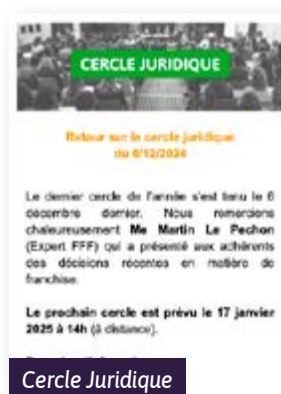 CERCLE JURIDIQUE
Retour sur le cercle juridique
du 6/12/2024
Le dernier cercle de l'année s'est tenu le 6
décembre dernier. Nous remercions
chaleureusement Me Martin Le Pechon
(Expert FFF) qui a présenté aux adhérents
des décisions récentes en matière de
franchise.
Le prochain cercle est prévu le 17 janvier
2025 à 14h (à distance).
Cercle Juridique